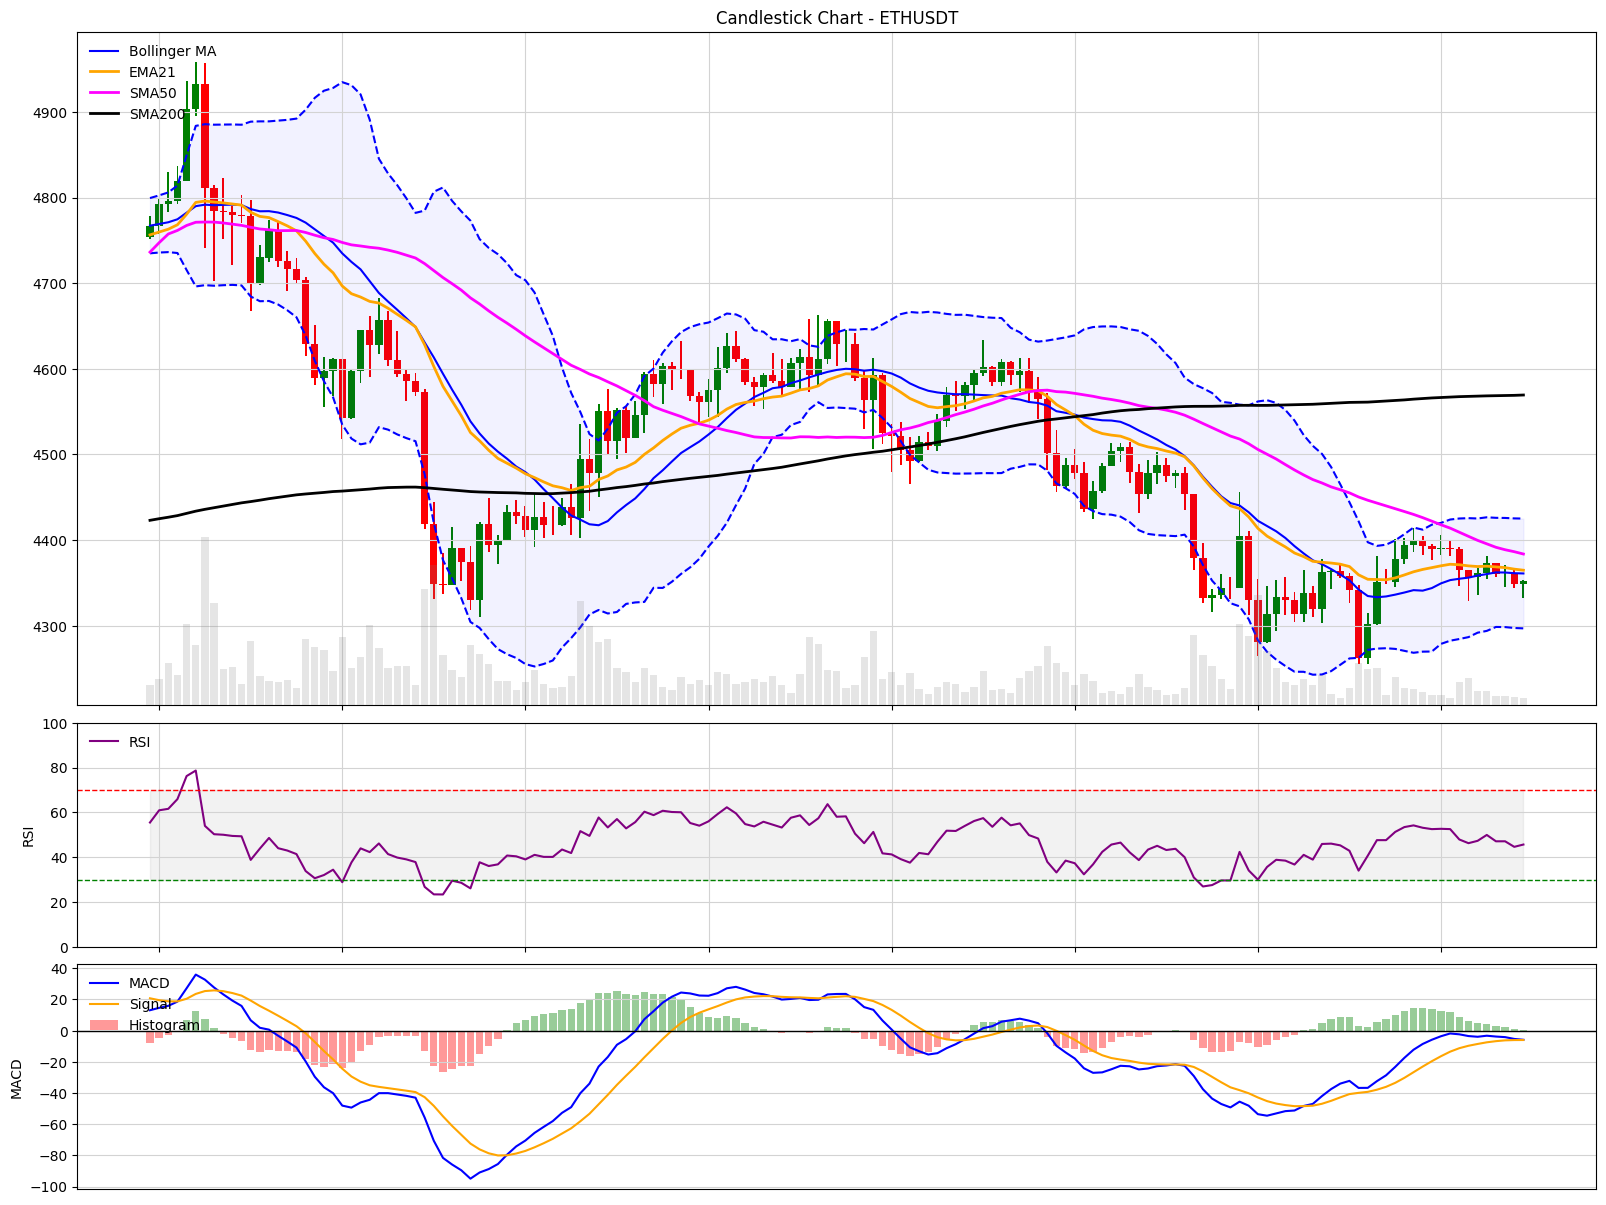 Candlestick Chart - ETHUSDT
Bollinger MA
EMA21
SMA50
SMA200
4900
4800
4700
4600
4500
4400
4300
RSI
100
80
60
40
20
0
RSI
MACD
Signal
Histogram
40
20
0
−20
−40
−60
−80
−100
MACD